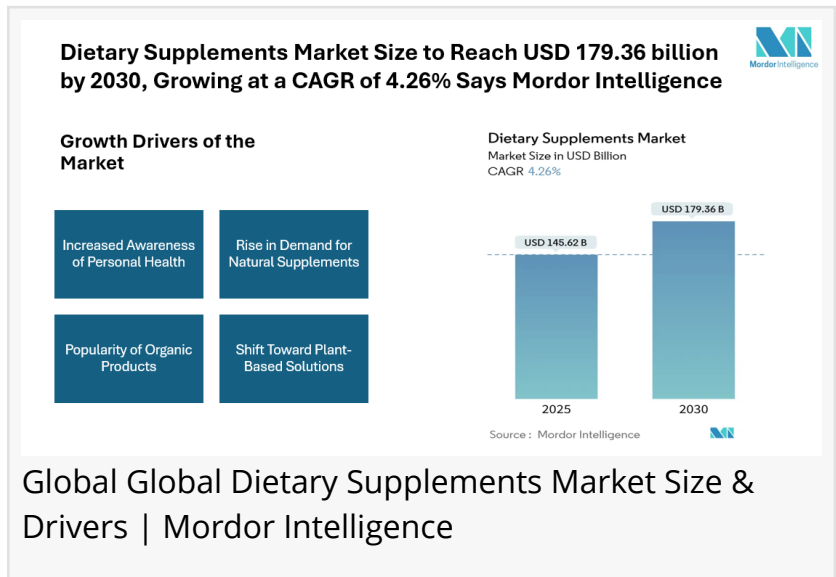 Dietary Supplements Market Size to Reach USD 179.36 billion
by 2030, Growing at a CAGR of 4.26% Says Mordor Intelligence
Mordor Intelligence
Growth Drivers of the
Market
Increased Awareness
of Personal Health
Rise in Demand for
Natural Supplements
Popularity of Organic
Products
Shift Toward Plant-
Based Solutions
Dietary Supplements Market
Market Size in USD Billion
CAGR 4.26%
USD 145.62 B
USD 179.36 B
2025
2030
Source : Mordor Intelligence
Global Global Dietary Supplements Market Size &
Drivers | Mordor Intelligence